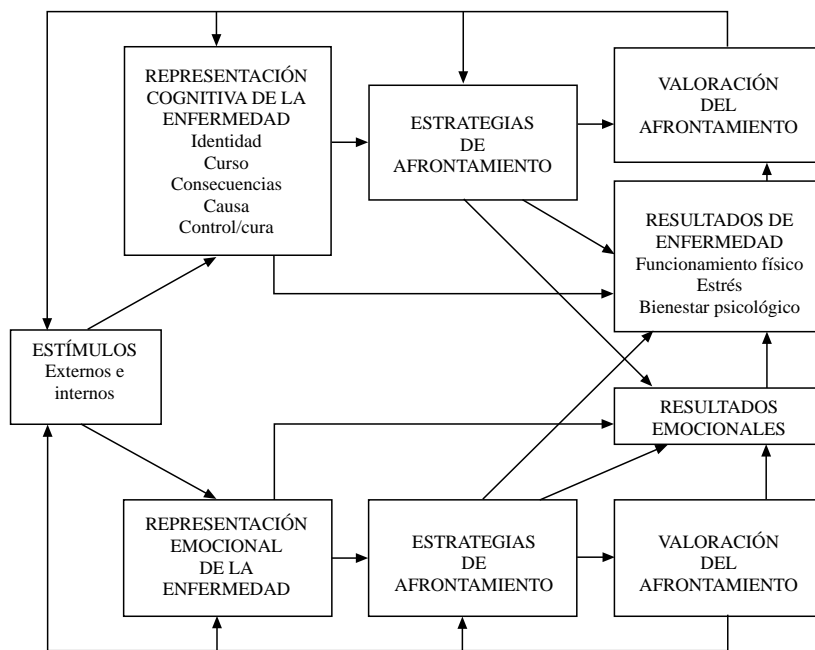 REPRESENTACIÓN
COGNITIVA DE LA
ENFERMEDAD
Identidad
Curso
Consecuencias
Causa
Control/cura
ESTRATEGIAS
DE
AFRONTAMIENTO
VALORACIÓN
DEL
AFRONTAMIENTO
RESULTADOS DE
ENFERMEDAD
Funcionamiento físico
Estrés
Bienestar psicológico
ESTÍMULOS
Externos e
internos
RESULTADOS
EMOCIONALES
REPRESENTACIÓN
EMOCIONAL
DE LA
ENFERMEDAD
ESTRATEGIAS
DE
AFRONTAMIENTO
VALORACIÓN
DEL
AFRONTAMIENTO